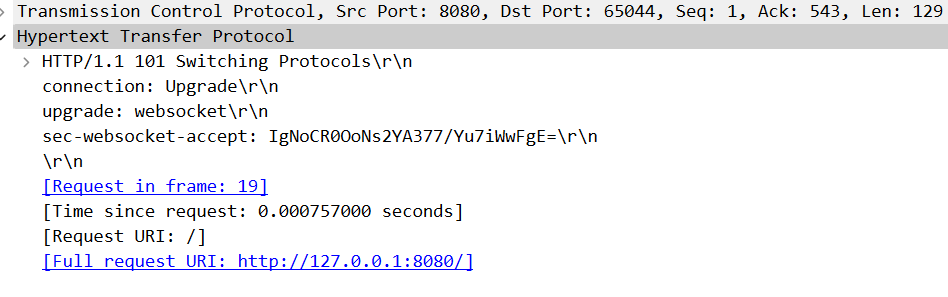 Transmission Control Protocol, Src Port: 8080, Dst Port: 65044, Seq: 1, Ack: 543, Len: 129
Hypertext Transfer Protocol
HTTP/1.1 101 Switching Protocols\r\n
connection: Upgrade\r\n
upgrade: websocket\r\n
sec-websocket-accept: IgNoCR0OoNs2YA377/Yu7iWwFgE=\r\n
\r\n
[Request in frame: 19]
[Time since request: 0.000757000 seconds]
[Request URI: /]
[Full request URI: http://127.0.0.1:8080/]